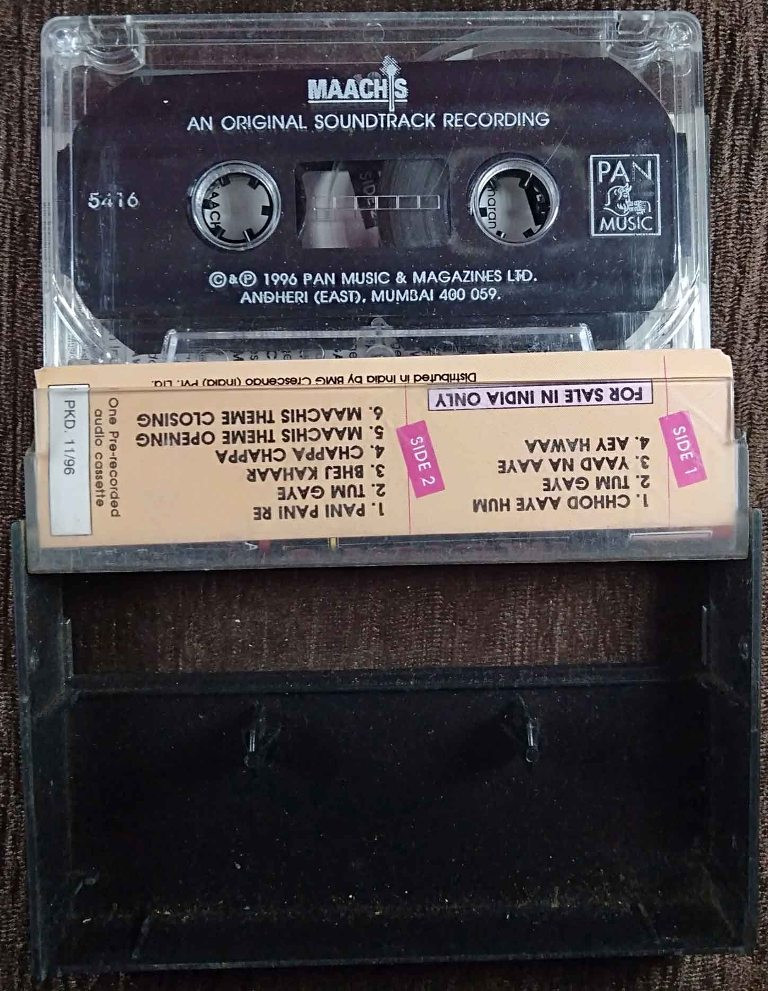 MAACHIS
AN ORIGINAL SOUNDTRACK RECORDING
5416
PAN
MUSIC
©&℗ 1996 PAN MUSIC & MAGAZINES LTD.
ANDHERI (EAST), MUMBAI 400 059.
SIDE 1
1. CHHOD AAYE HUM
2. TUM GAYE
3. YAAD NA AAYE
4. AEY HAWAA
FOR SALE IN INDIA ONLY
SIDE 2
1. PANI PANI RE
2. TUM GAYE
3. BHEJ KAHAAR
4. CHAPPA CHAPPA
5. MAACHIS THEME OPENING
6. MAACHIS THEME CLOSING
Distributed in India by BMG Crescendo (India) Pvt. Ltd.
One Pre-recorded
audio cassette
PKD. 11/96